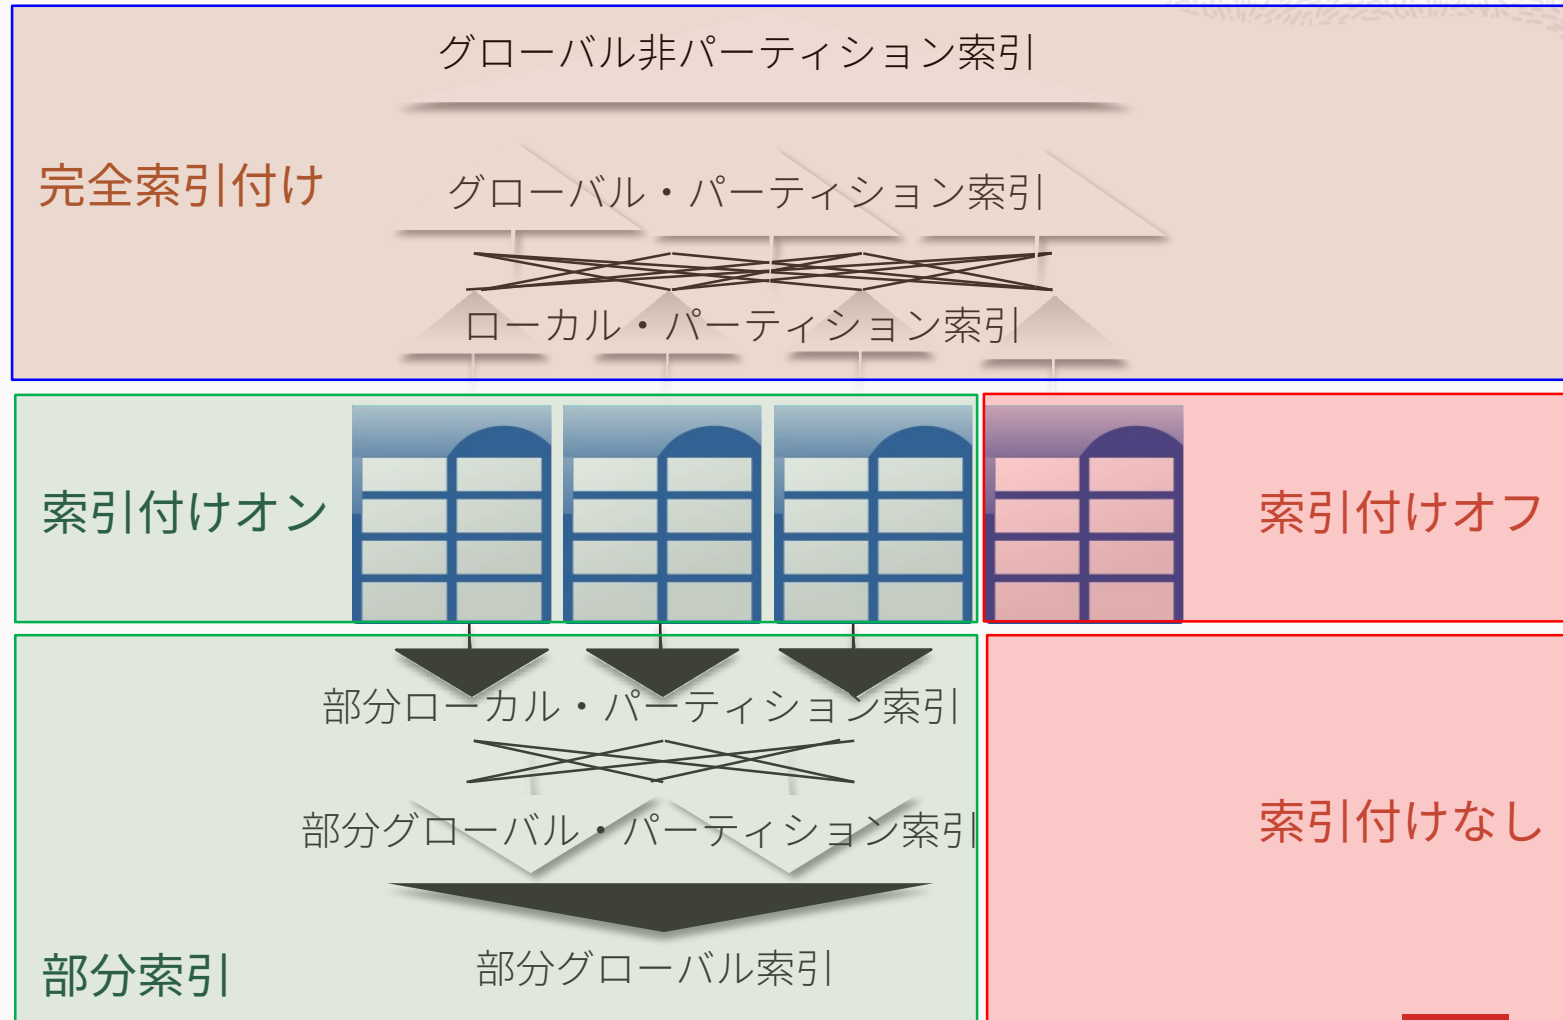 グローバル非パーティション索引
完全索引付け
グローバル・パーティション索引
ローカル・パーティション索引
索引付けオン
索引付けオフ
部分ローカル・パーティション索引
部分グローバル・パーティション索引
索引付けなし
部分索引
部分グローバル索引